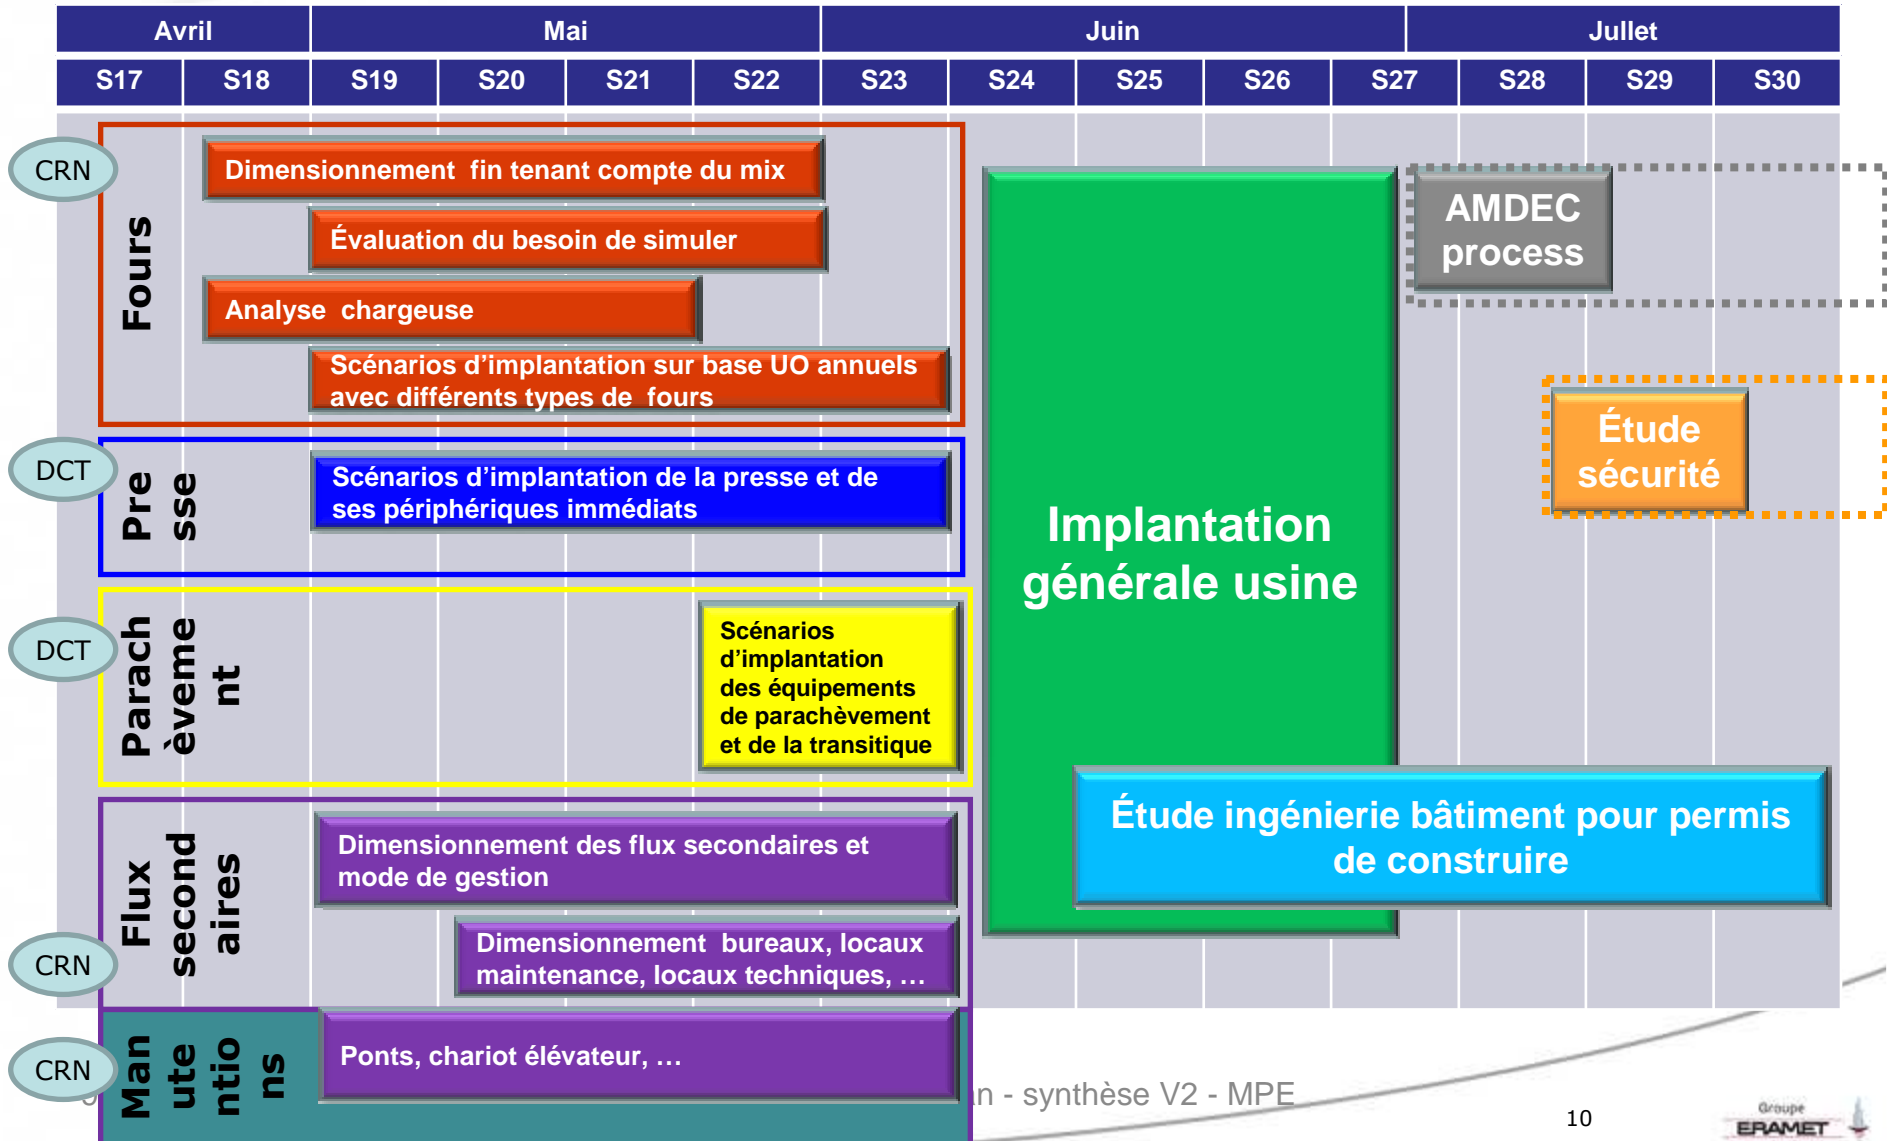 Avril Mai Juin Jullet
S17 S18 S19 S20 S21 S22 S23 S24 S25 S26 S27 S28 S29 S30
CRN
Fours
Dimensionnement fin tenant compte du mix
Évaluation du besoin de simuler
Analyse chargeuse
Scénarios d’implantation sur base UO annuels
avec différents types de fours
DCT
Pre
sse
Scénarios d’implantation de la presse et de
ses périphériques immédiats
DCT
Parach
èveme
nt
Scénarios
d’implantation
des équipements
de parachèvement
et de la transitique
CRN
Flux
second
aires
Dimensionnement des flux secondaires et
mode de gestion
Dimensionnement bureaux, locaux
maintenance, locaux techniques, …
CRN
Man
ute
ntio
ns
Ponts, chariot élévateur, …
Implantation
générale usine
AMDEC
process
Étude
sécurité
Étude ingénierie bâtiment pour permis
de construire
- synthèse V2 - MPE
10
Groupe
ERAMET